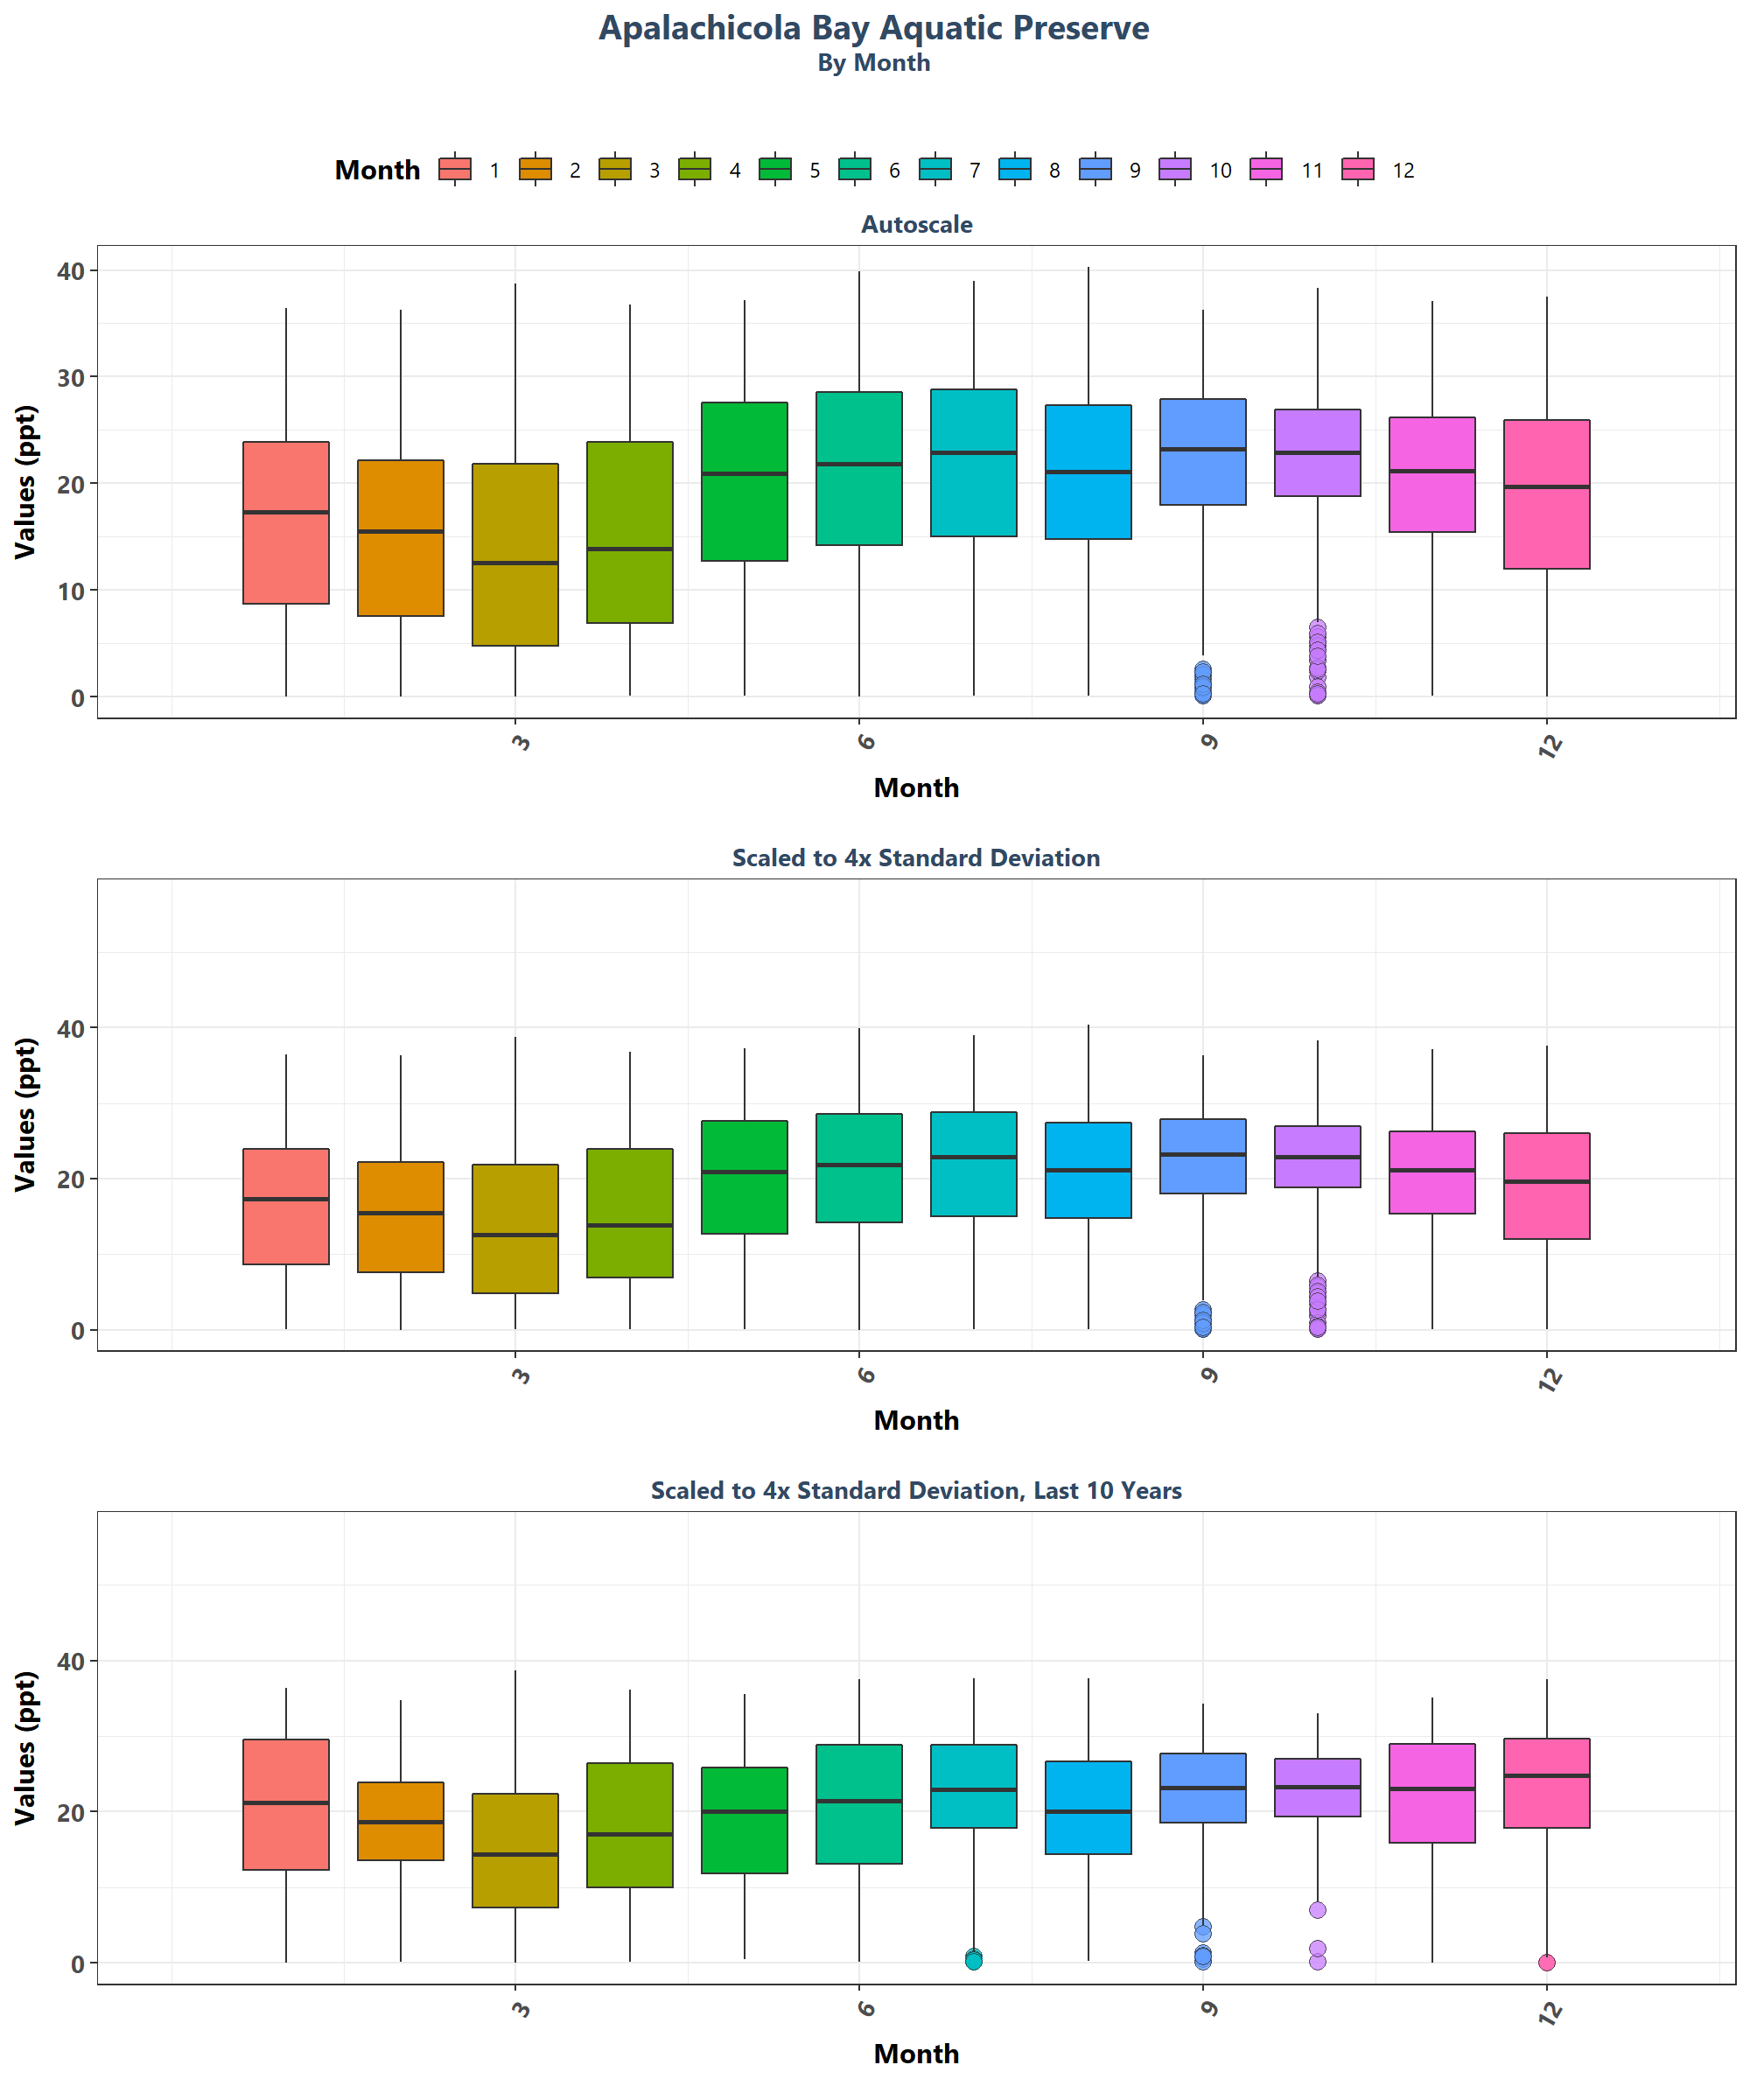 Apalachicola Bay Aquatic Preserve
By Month
Month 1 2 3 4 5 6 7 8 9 10 11 12
Autoscale
Values (ppt)
40
30
20
10
0
3 6 9 12
Month
Scaled to 4x Standard Deviation
Values (ppt)
40
20
0
3 6 9 12
Month
Scaled to 4x Standard Deviation, Last 10 Years
Values (ppt)
40
20
0
3 6 9 12
Month